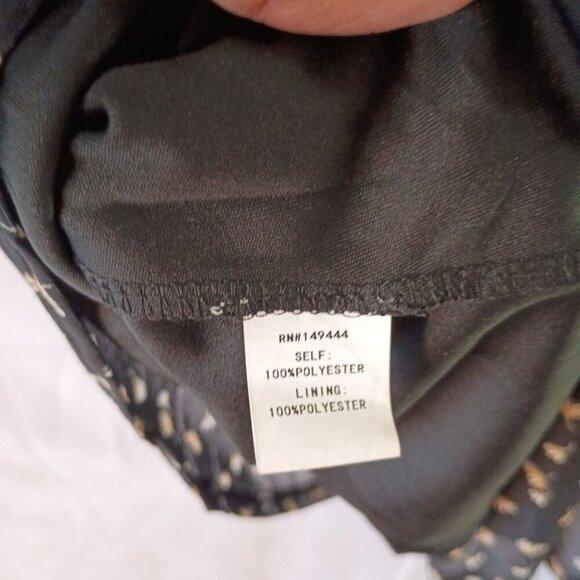 RN#149444
SELF:
100%POLYESTER
LINING:
100%POLYESTER